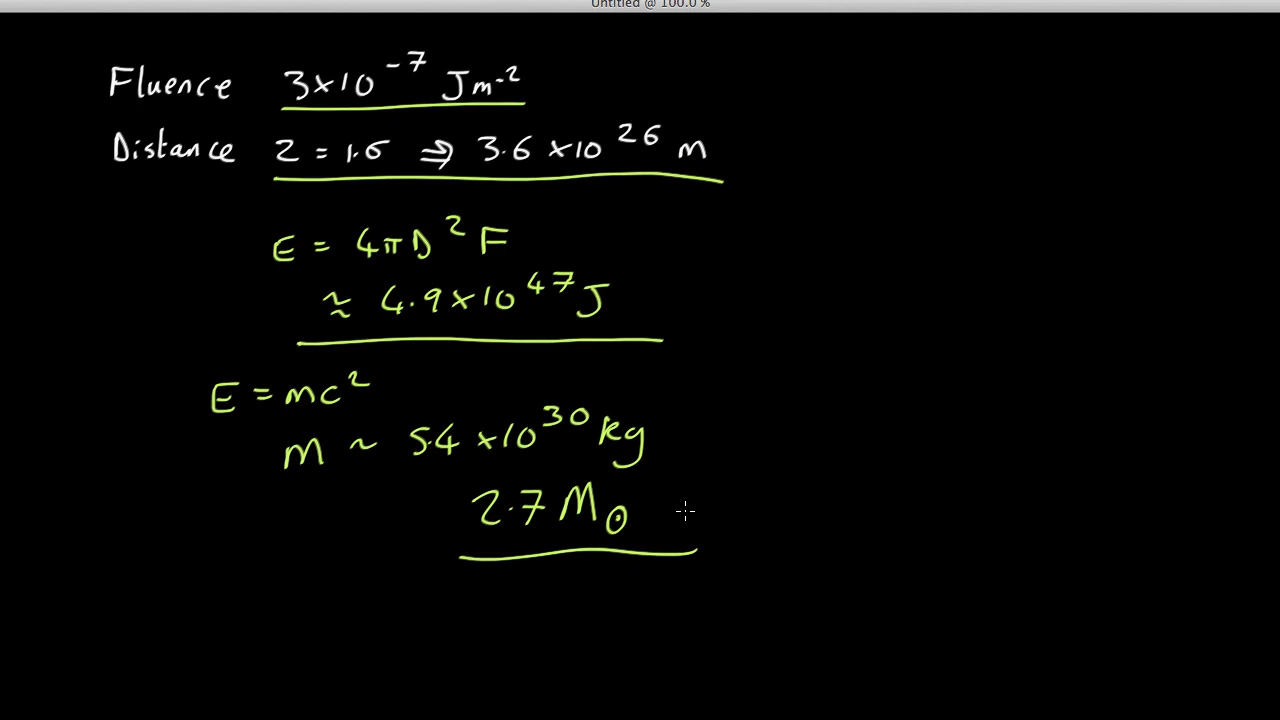 Untitled @ 100.0 %
Fluence 3×10⁻⁷ Jm⁻²
Distance z = 1.6 ⇒ 3.6 ×10²⁶ m
E = 4πD²F
≈ 4.9×10⁴⁷J
E = mc²
m ~ 5.4 ×10³⁰ kg
2.7 M⊙